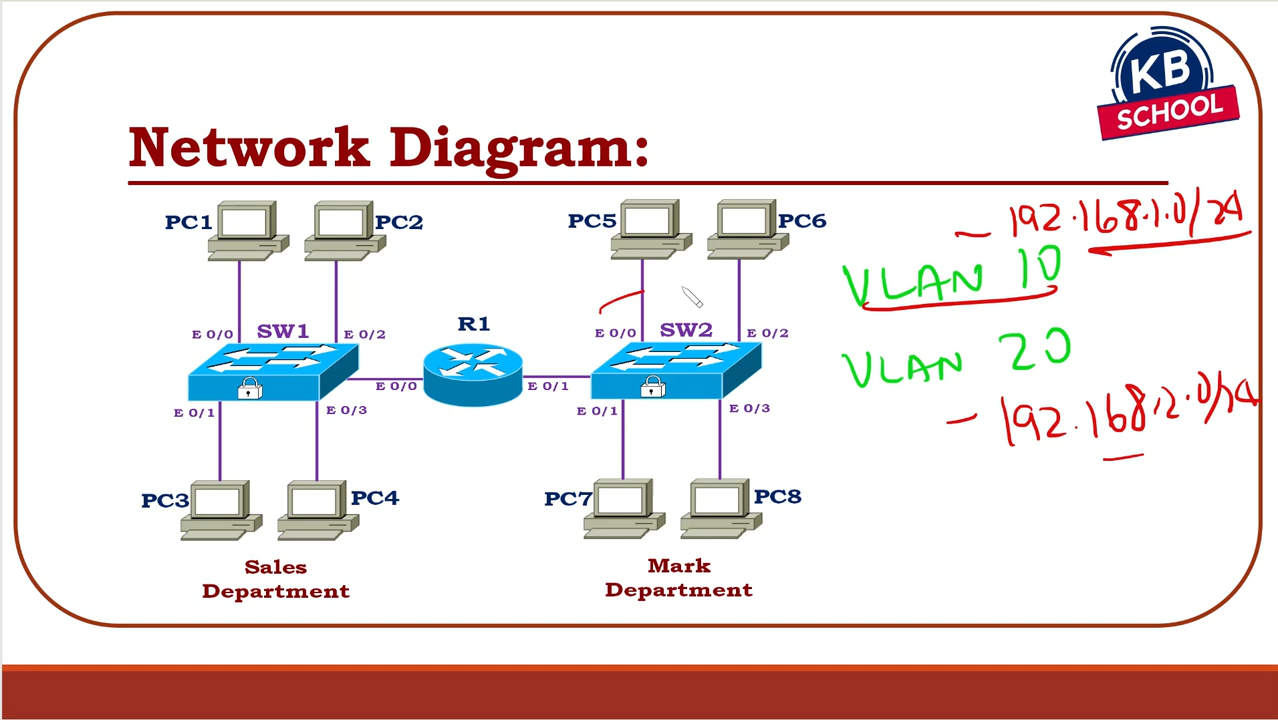 KB
SCHOOL
Network Diagram:
PC1
PC2
PC5
PC6
192.168.1.0/24
VLAN 10
E 0/0
SW1
E 0/2
R1
E 0/0
SW2
E 0/2
VLAN 20
E 0/0
E 0/1
E 0/1
E 0/3
E 0/1
E 0/3
192.168.2.0/24
PC3
PC4
PC7
PC8
Sales
Department
Mark
Department